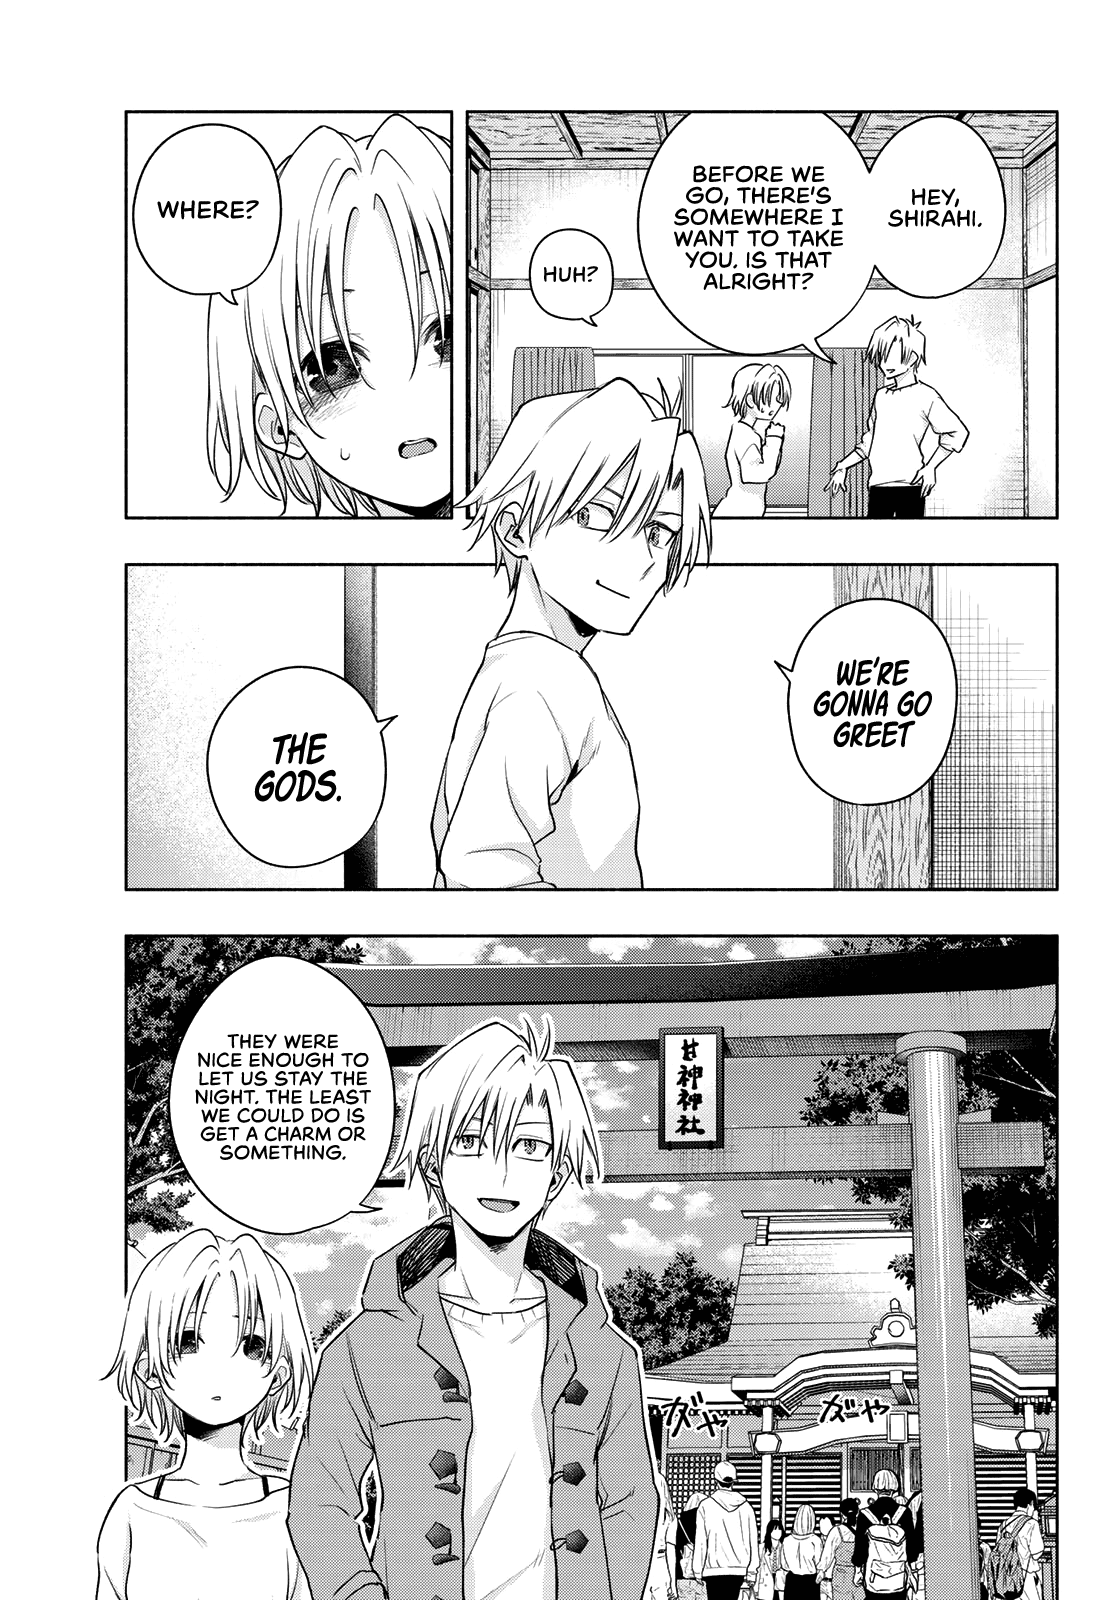 HEY,
SHIRAHI.
BEFORE WE
GO, THERE'S
SOMEWHERE I
WANT TO TAKE
YOU. IS THAT
ALRIGHT?
HUH?
WHERE?
WE'RE
GONNA GO
GREET
THE
GODS.
THEY WERE
NICE ENOUGH TO
LET US STAY THE
NIGHT. THE LEAST
WE COULD DO IS
GET A CHARM OR
SOMETHING.
甘神神社
ガヤ
ガヤ